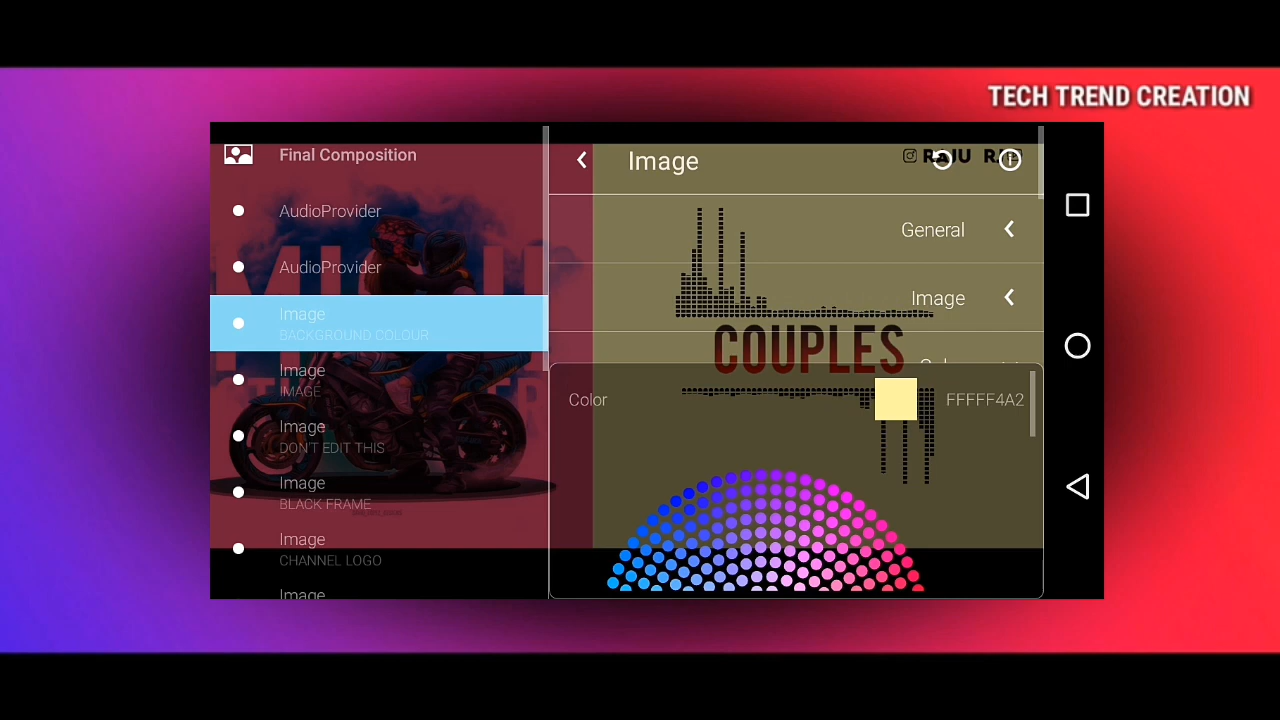 TECH TREND CREATION
Final Composition
AudioProvider
AudioProvider
Image
BACKGROUND COLOUR
Image
IMAGE
Image
DON'T EDIT THIS
Image
BLACK FRAME
Image
CHANNEL LOGO
Image
Image
RAJU
General
Image
COUPLES
Color
FFFFF4A2